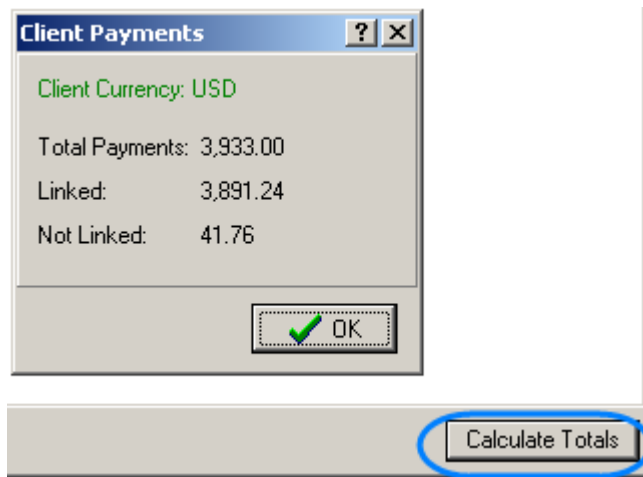 Client Payments
Client Currency: USD
Total Payments: 3,933.00
Linked: 3,891.24
Not Linked: 41.76
OK
Calculate Totals